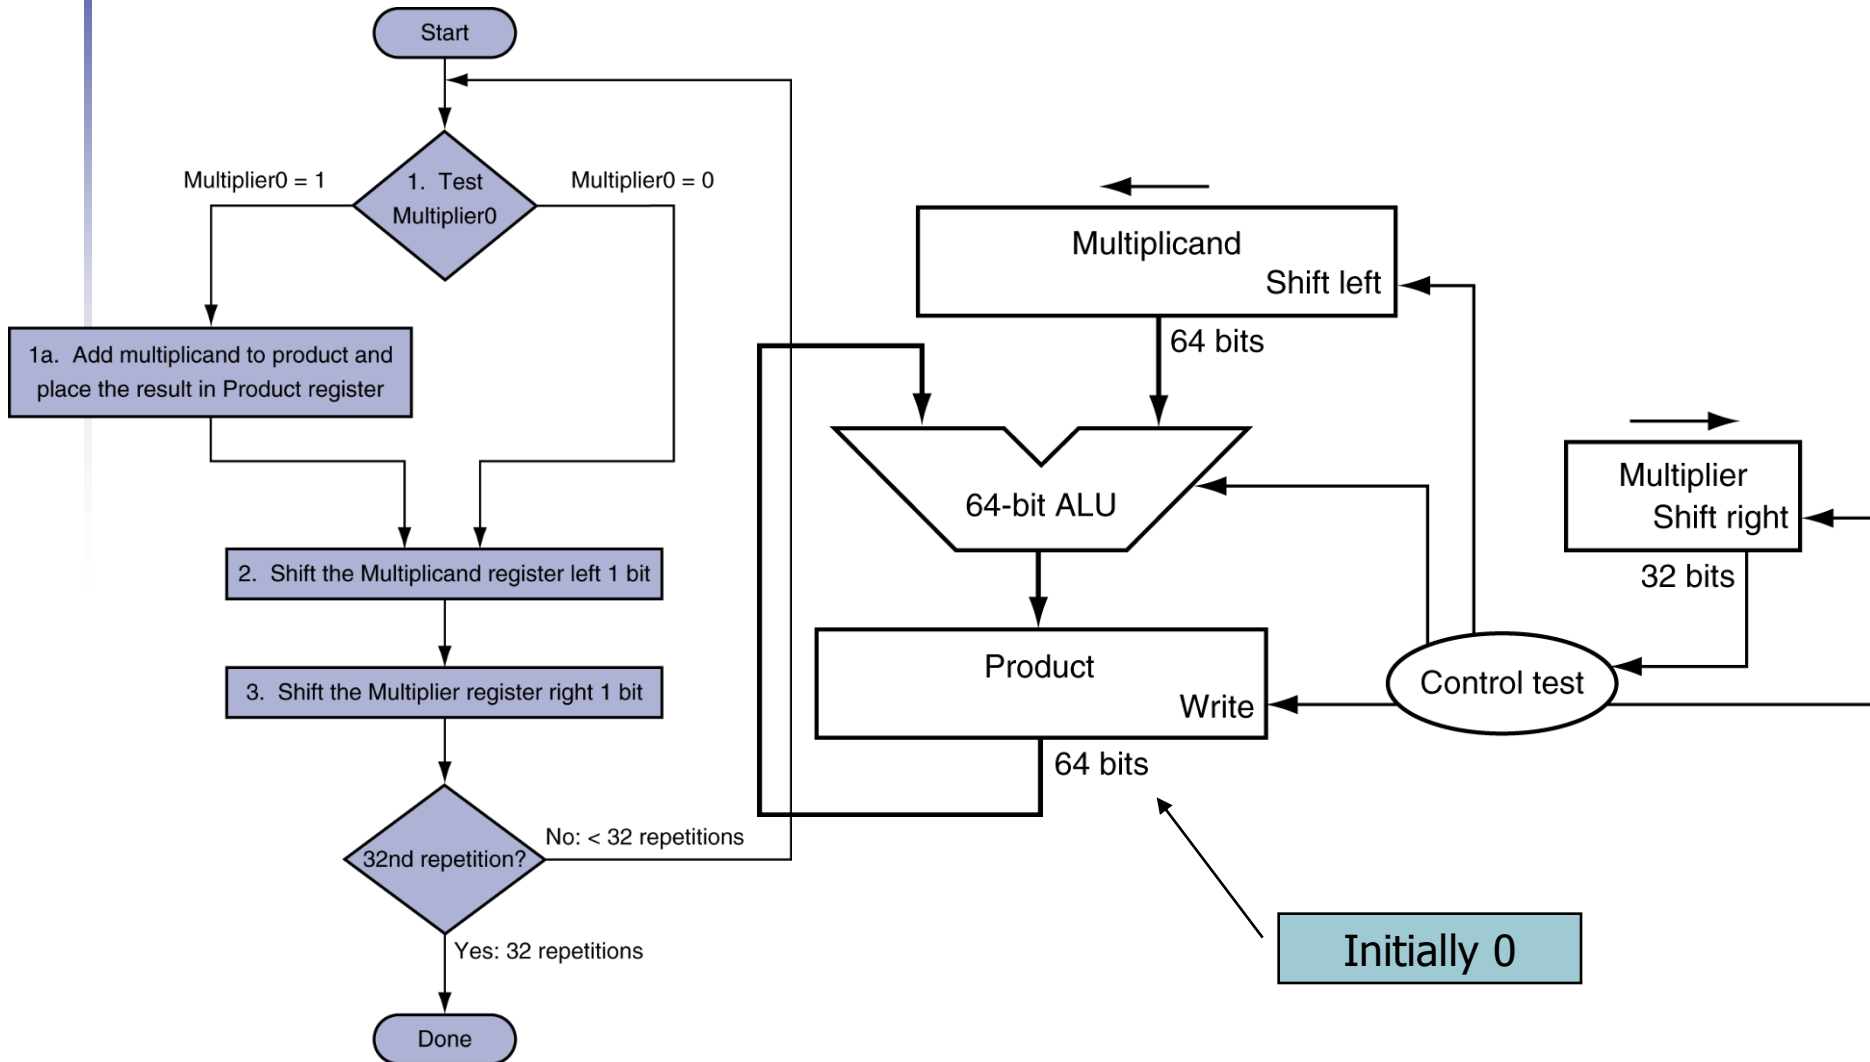 Start
Multiplier0 = 1
1. Test
Multiplier0
Multiplier0 = 0
1a. Add multiplicand to product and
place the result in Product register
2. Shift the Multiplicand register left 1 bit
3. Shift the Multiplier register right 1 bit
32nd repetition?
No: < 32 repetitions
Yes: 32 repetitions
Done
Multiplicand
Shift left
64 bits
64-bit ALU
Multiplier
Shift right
32 bits
Product
Write
64 bits
Control test
Initially 0